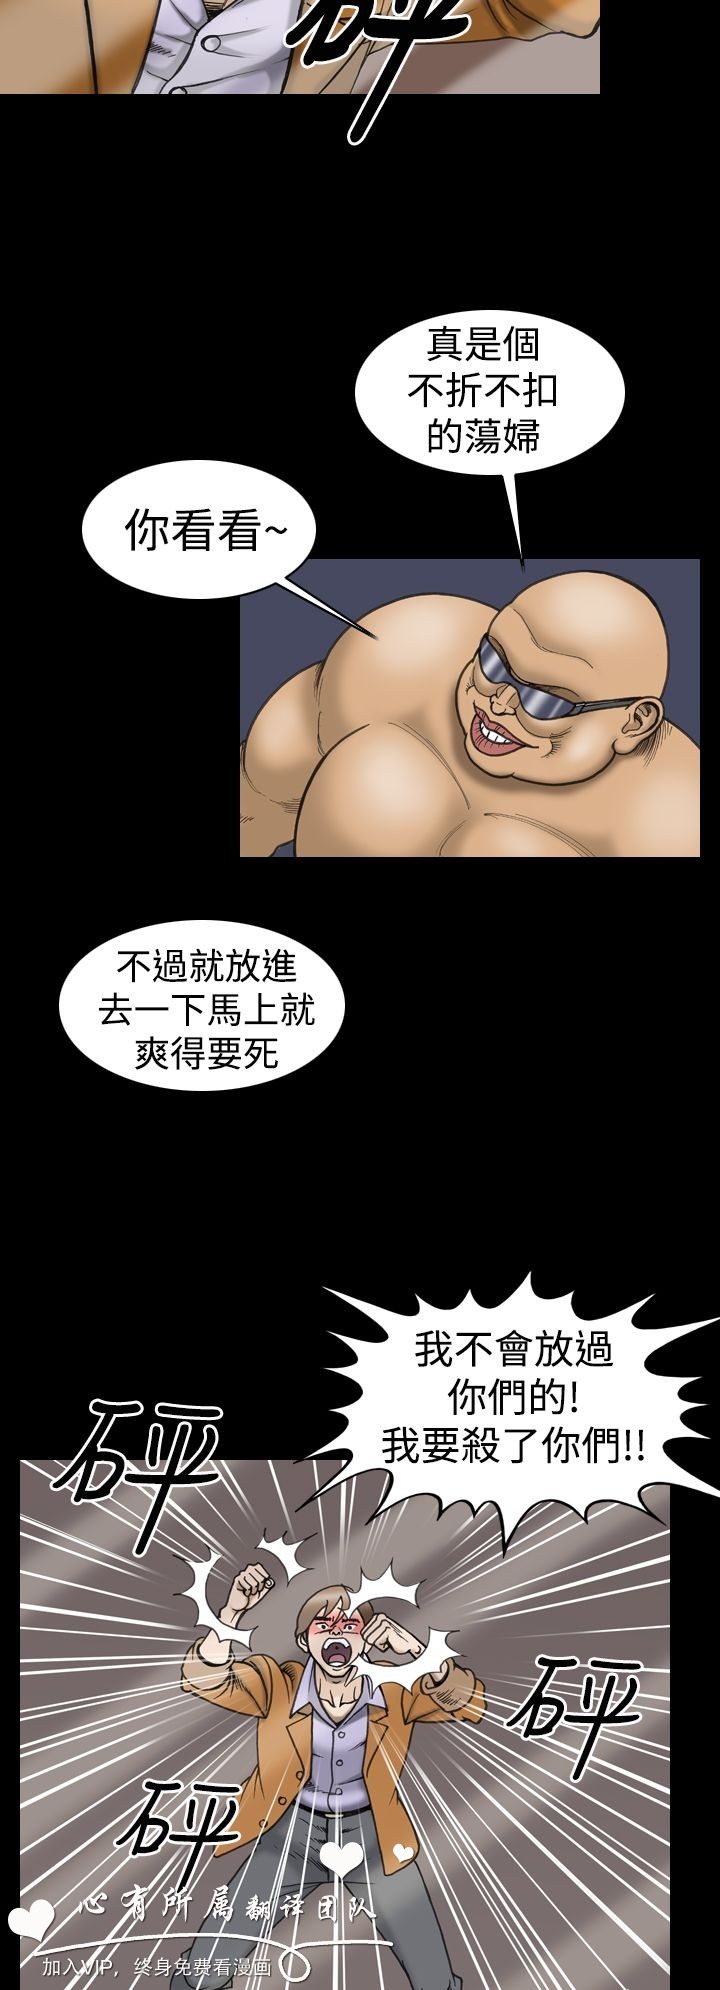 砰
真是個
不折不扣
的蕩婦
你看看~
不過就放進
去一下馬上就
爽得要死
我不會放過
你們的!
我要殺了你們!!
砰
砰
砰
心有所属翻译团队
加入VIP，终身免费看漫画